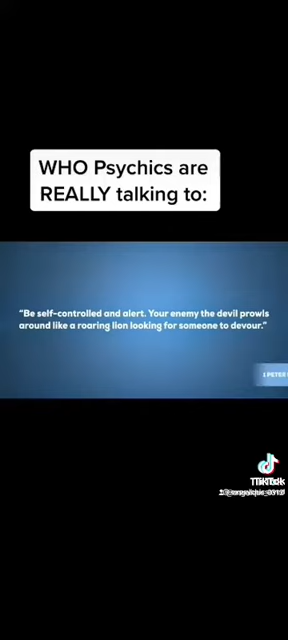 WHO Psychics are
REALLY talking to:
"Be self-controlled and alert. Your enemy the devil prowls
around like a roaring lion looking for someone to devour."
I PETER
TikTok